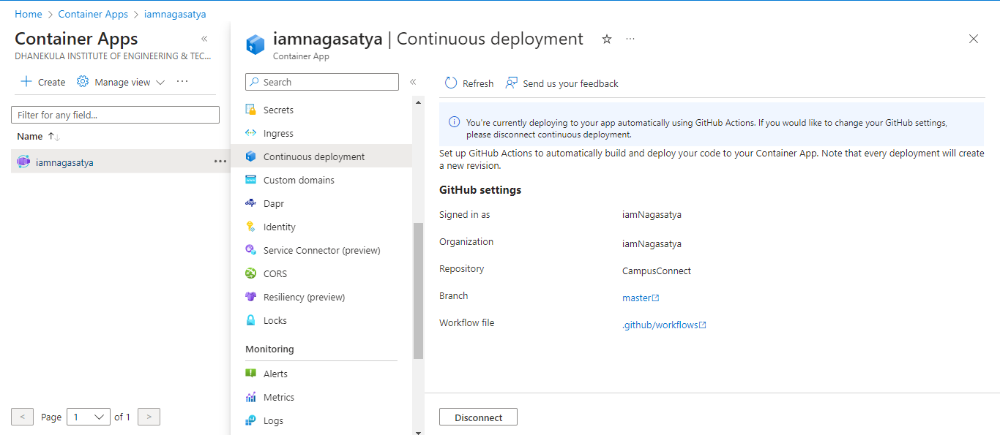 Home > Container Apps > iamnagasatya
Container Apps «
DHANEKULA INSTITUTE OF ENGINEERING & TEC...
+ Create Manage view ...
Filter for any field...
Name ↑↓
iamnagasatya ...
< Page 1 of 1 >
iamnagasatya | Continuous deployment ☆ ...
Container App
Search «
Secrets
Ingress
Continuous deployment
Custom domains
Dapr
Identity
Service Connector (preview)
CORS
Resiliency (preview)
Locks
Monitoring
Alerts
Metrics
Logs
Refresh Send us your feedback
You're currently deploying to your app automatically using GitHub Actions. If you would like to change your GitHub settings,
please disconnect continuous deployment.
Set up GitHub Actions to automatically build and deploy your code to your Container App. Note that every deployment will create
a new revision.
GitHub settings
Signed in as iamNagasatya
Organization iamNagasatya
Repository CampusConnect
Branch master
Workflow file .github/workflows
Disconnect